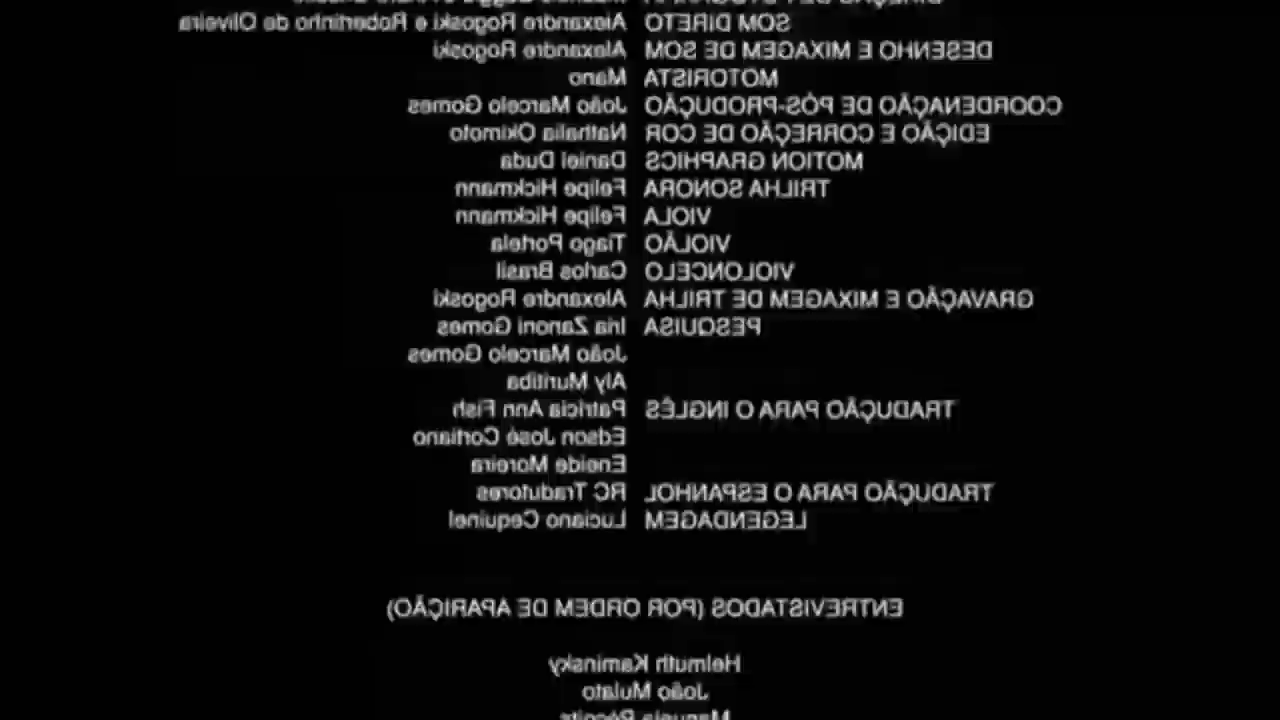 SOM DIRETO Alexandre Rogoski e Robertinho de Oliveira
DESENHO E MIXAGEM DE SOM Alexandre Rogoski
MOTORISTA Mano
COORDENAÇÃO DE PÓS-PRODUÇÃO João Marcelo Gomes
EDIÇÃO E CORREÇÃO DE COR Nathalia Okimoto
MOTION GRAPHICS Daniel Duda
TRILHA SONORA Felipe Hickmann
VIOLA Felipe Hickmann
VIOLÃO Tiago Portela
VIOLONCELO Carlos Brasil
GRAVAÇÃO E MIXAGEM DE TRILHA Alexandre Rogoski
PESQUISA Iria Zanoni Gomes
João Marcelo Gomes
Aly Muritiba
TRADUÇÃO PARA O INGLÊS Patricia Ann Fish
Edson José Cortiano
Eneide Moreira
TRADUÇÃO PARA O ESPANHOL RC Tradutores
LEGENDAGEM Luciano Cequinel
ENTREVISTADOS (POR ORDEM DE APARIÇÃO)
Helmuth Kaminsky
João Mulato